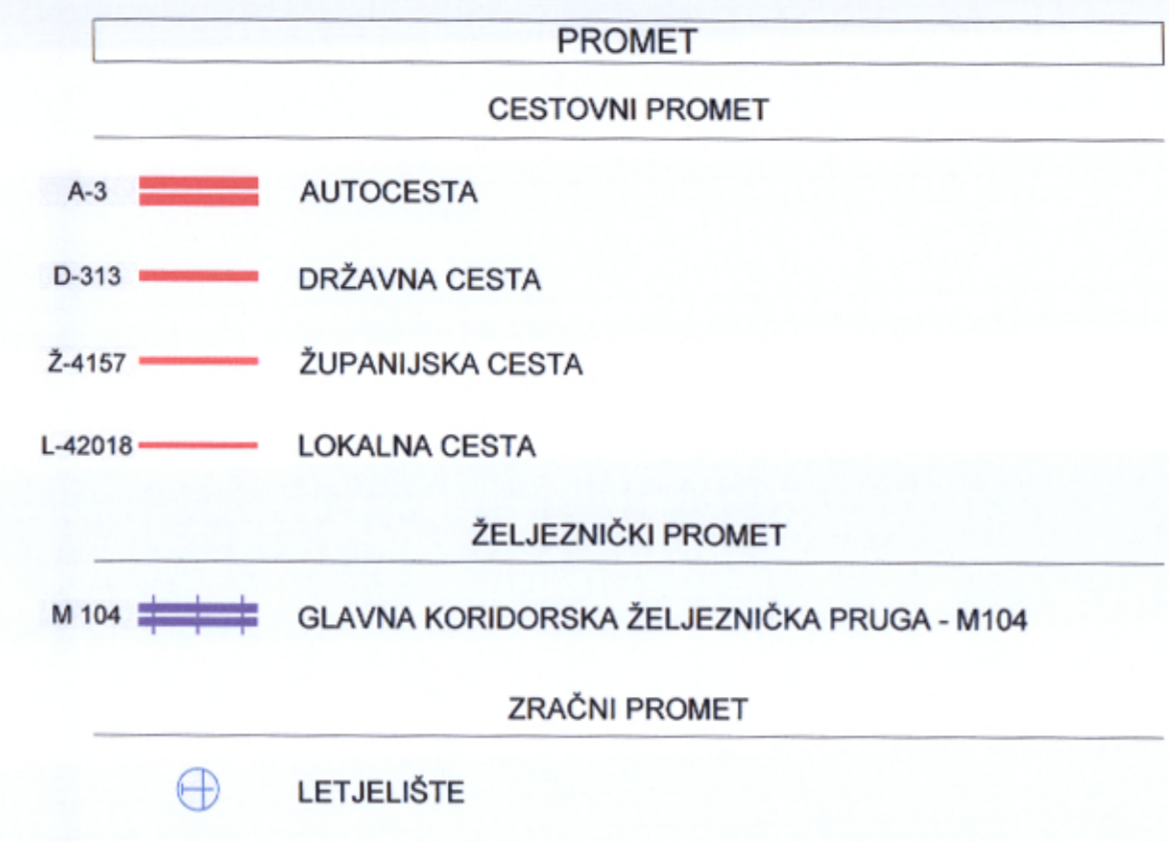 PROMET
CESTOVNI PROMET
A-3 AUTOCESTA
D-313 DRŽAVNA CESTA
Ž-4157 ŽUPANIJSKA CESTA
L-42018 LOKALNA CESTA
ŽELJEZNIČKI PROMET
M 104 GLAVNA KORIDORSKA ŽELJEZNIČKA PRUGA - M104
ZRAČNI PROMET
LETJELIŠTE